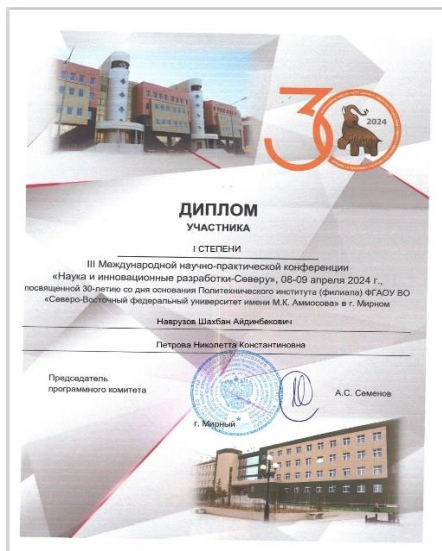 30
2024
ДИПЛОМ
УЧАСТНИКА
I СТЕПЕНИ
III Международной научно-практической конференции
«Наука и инновационные разработки-Северу», 08-09 апреля 2024 г.,
посвященной 30-летию со дня основания Политехнического института (филиала) ФГАОУ ВО
«Северо-Восточный федеральный университет имени М.К. Аммосова» в г. Мирном
Наврузов Шахбан Айдинбекович
Петрова Николетта Константиновна
Председатель
программного комитета
А.С. Семенов
г. Мирный